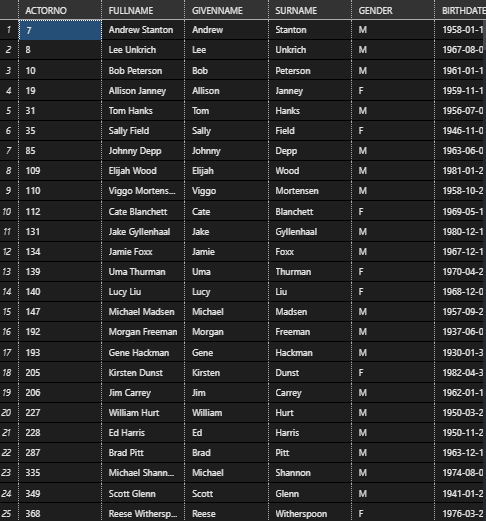 ACTORNO FULLNAME GIVENNAME SURNAME GENDER BIRTHDATE
1 7 Andrew Stanton Andrew Stanton M 1958-01-1
2 8 Lee Unkrich Lee Unkrich M 1967-08-0
3 10 Bob Peterson Bob Peterson M 1961-01-1
4 19 Allison Janney Allison Janney F 1959-11-1
5 31 Tom Hanks Tom Hanks M 1956-07-0
6 35 Sally Field Sally Field F 1946-11-0
7 85 Johnny Depp Johnny Depp M 1963-06-0
8 109 Elijah Wood Elijah Wood M 1981-01-2
9 110 Viggo Mortens... Viggo Mortensen M 1958-10-2
10 112 Cate Blanchett Cate Blanchett F 1969-05-1
11 131 Jake Gyllenhaal Jake Gyllenhaal M 1980-12-1
12 134 Jamie Foxx Jamie Foxx M 1967-12-1
13 139 Uma Thurman Uma Thurman F 1970-04-2
14 140 Lucy Liu Lucy Liu F 1968-12-0
15 147 Michael Madsen Michael Madsen M 1957-09-2
16 192 Morgan Freeman Morgan Freeman M 1937-06-0
17 193 Gene Hackman Gene Hackman M 1930-01-3
18 205 Kirsten Dunst Kirsten Dunst F 1982-04-3
19 206 Jim Carrey Jim Carrey M 1962-01-1
20 227 William Hurt William Hurt M 1950-03-2
21 228 Ed Harris Ed Harris M 1950-11-2
22 287 Brad Pitt Brad Pitt M 1963-12-1
23 335 Michael Shann... Michael Shannon M 1974-08-0
24 349 Scott Glenn Scott Glenn M 1941-01-2
25 368 Reese Withersp... Reese Witherspoon F 1976-03-2